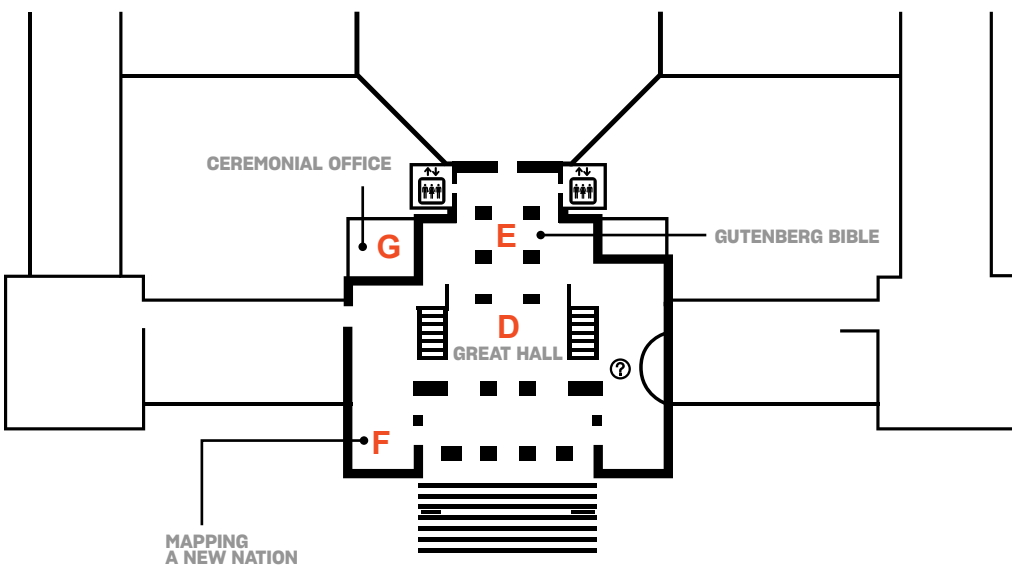 CEREMONIAL OFFICE
G
E
GUTENBERG BIBLE
D
GREAT HALL
?
F
MAPPING
A NEW NATION